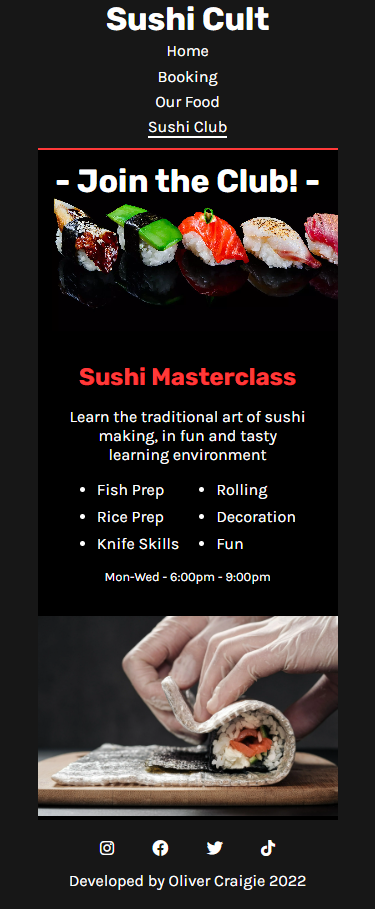 Sushi Cult
Home
Booking
Our Food
Sushi Club
- Join the Club! -
Sushi Masterclass
Learn the traditional art of sushi
making, in fun and tasty
learning environment
• Fish Prep
• Rice Prep
• Knife Skills
• Rolling
• Decoration
• Fun
Mon-Wed - 6:00pm - 9:00pm
Developed by Oliver Craigie 2022